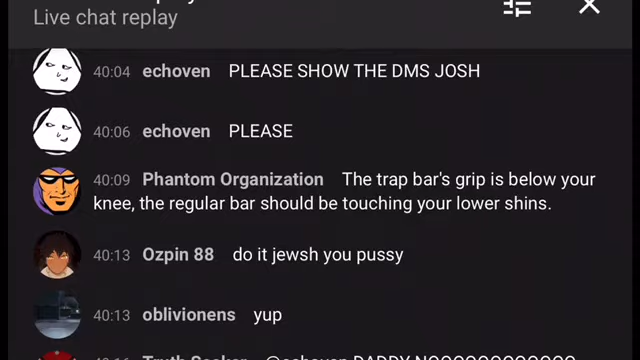 Live chat replay
40:04 echoven PLEASE SHOW THE DMS JOSH
40:06 echoven PLEASE
40:09 Phantom Organization The trap bar's grip is below your
knee, the regular bar should be touching your lower shins.
40:13 Ozpin 88 do it jewsh you pussy
40:13 oblivionens yup